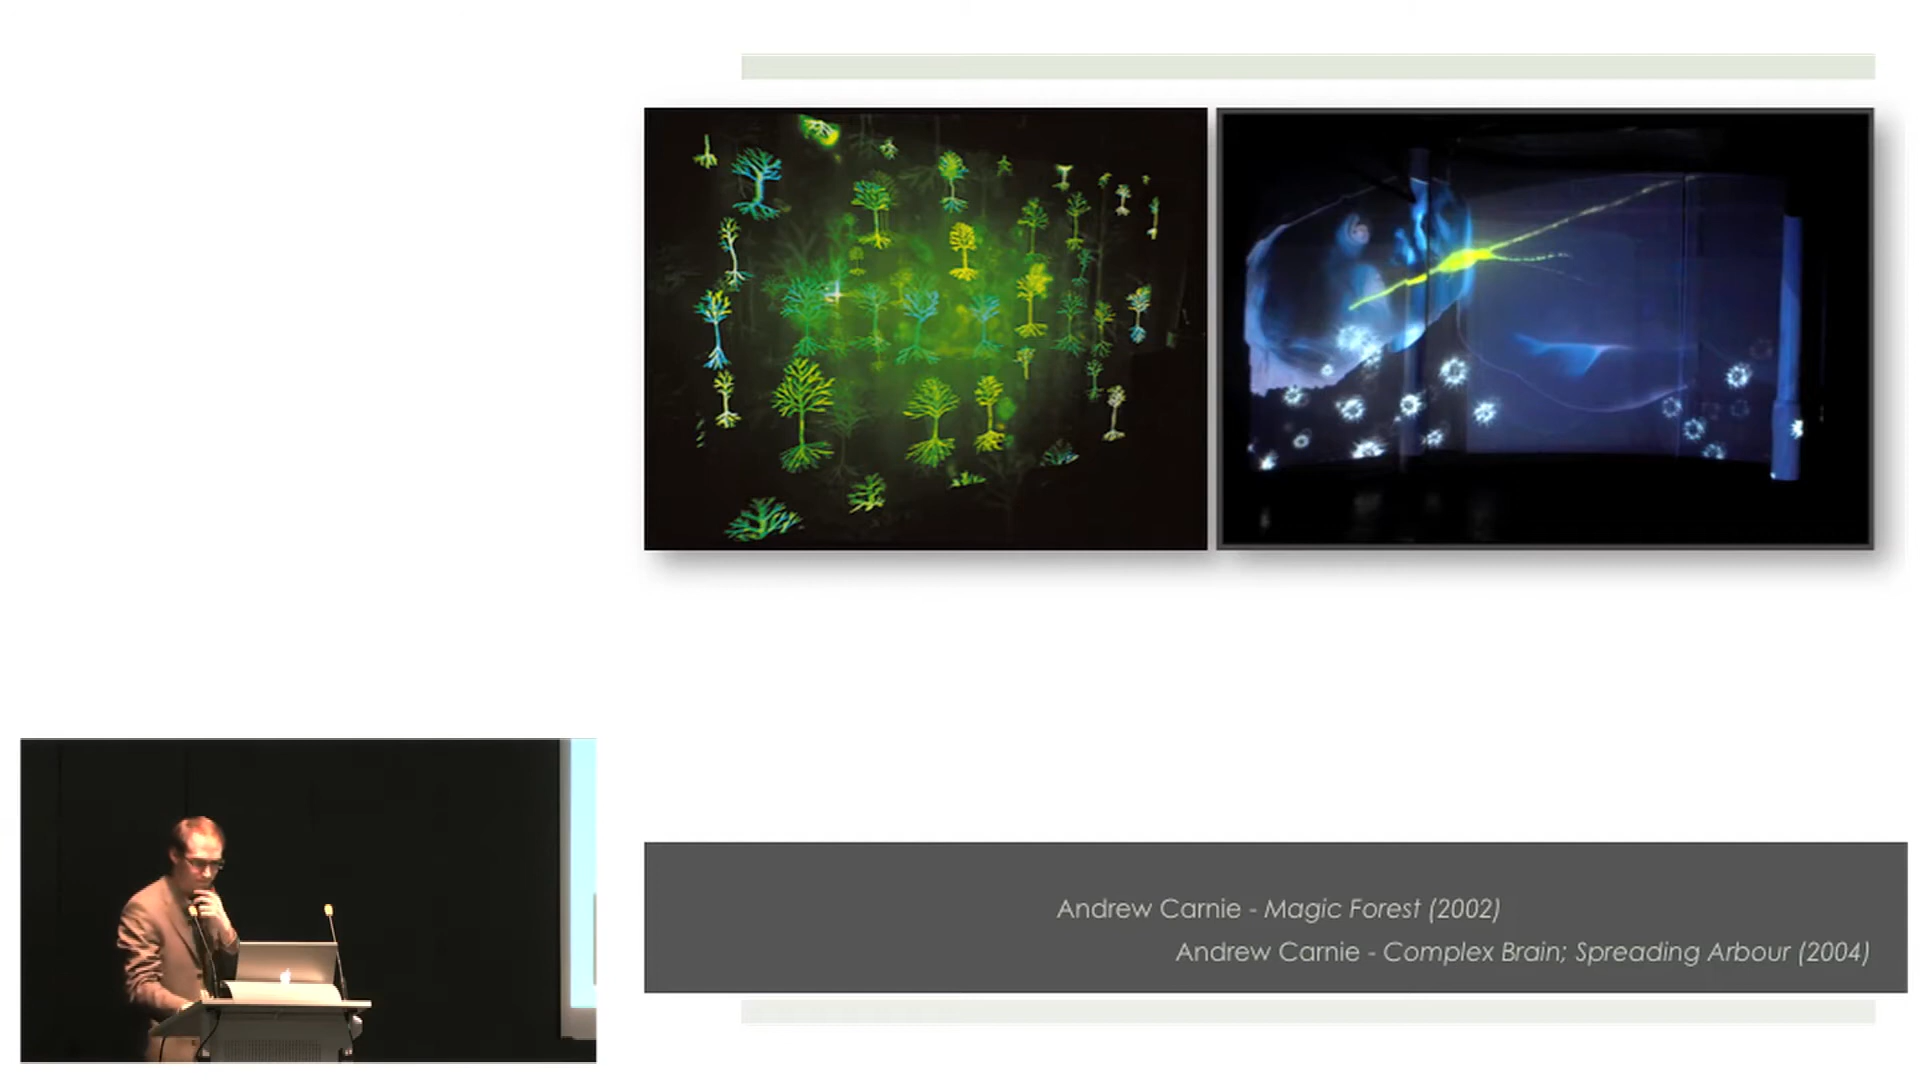 Andrew Carnie - Magic Forest (2002)
Andrew Carnie - Complex Brain; Spreading Arbour (2004)